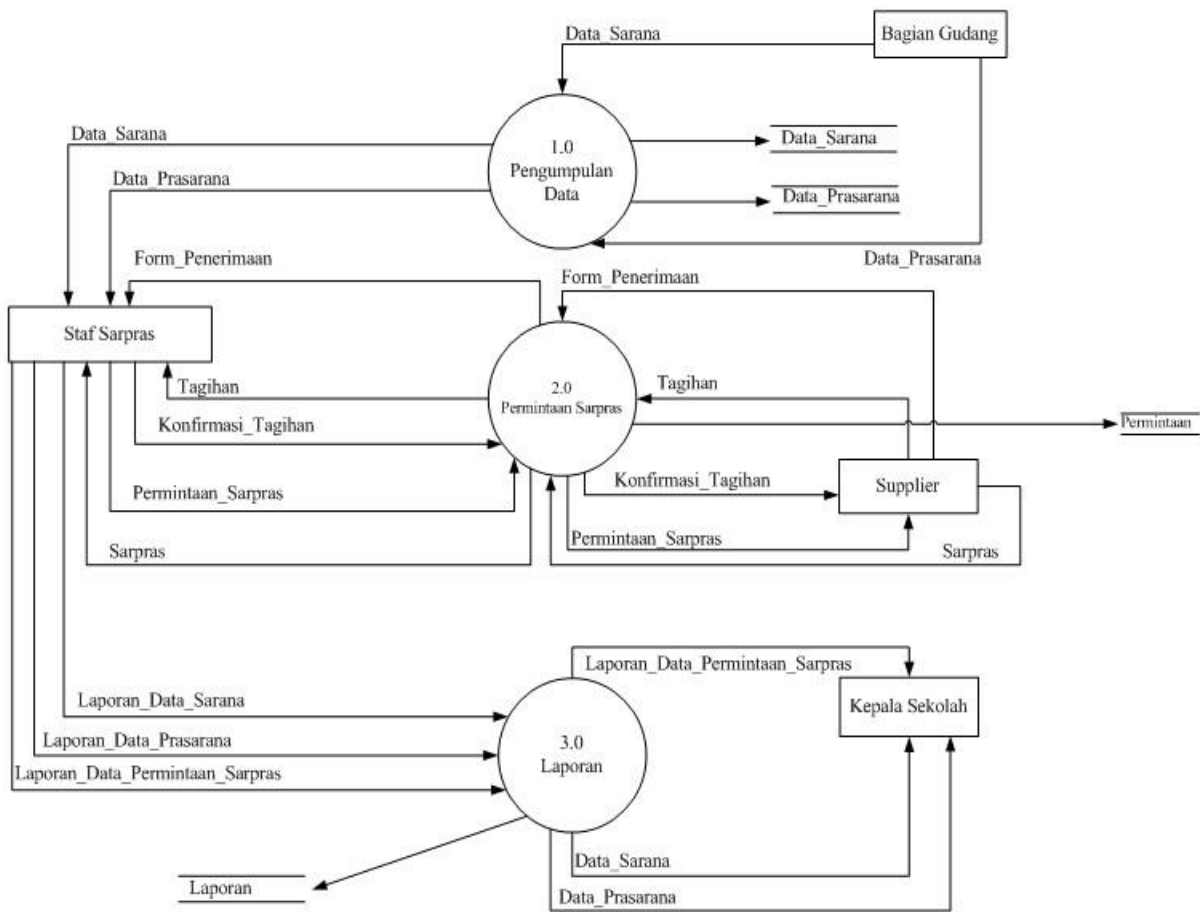 Data_Sarana
Bagian Gudang
Data_Sarana
1.0
Pengumpulan
Data
Data_Sarana
Data_Prasarana
Data_Prasarana
Form_Penerimaan
Data_Prasarana
Form_Penerimaan
Staf Sarpras
Tagihan
2.0
Permintaan Sarpras
Tagihan
Konfirmasi_Tagihan
Permintaan
Permintaan_Sarpras
Konfirmasi_Tagihan
Supplier
Sarpras
Permintaan_Sarpras
Sarpras
Laporan_Data_Permintaan_Sarpras
Laporan_Data_Sarana
Kepala Sekolah
Laporan_Data_Prasarana
3.0
Laporan
Laporan_Data_Permintaan_Sarpras
Data_Sarana
Laporan
Data_Prasarana